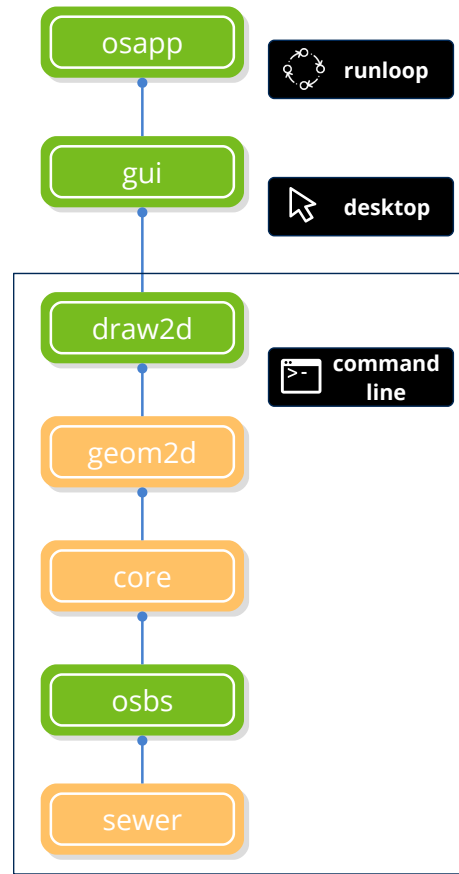 osapp
runloop
gui
desktop
draw2d
command
line
>-
geom2d
core
osbs
sewer